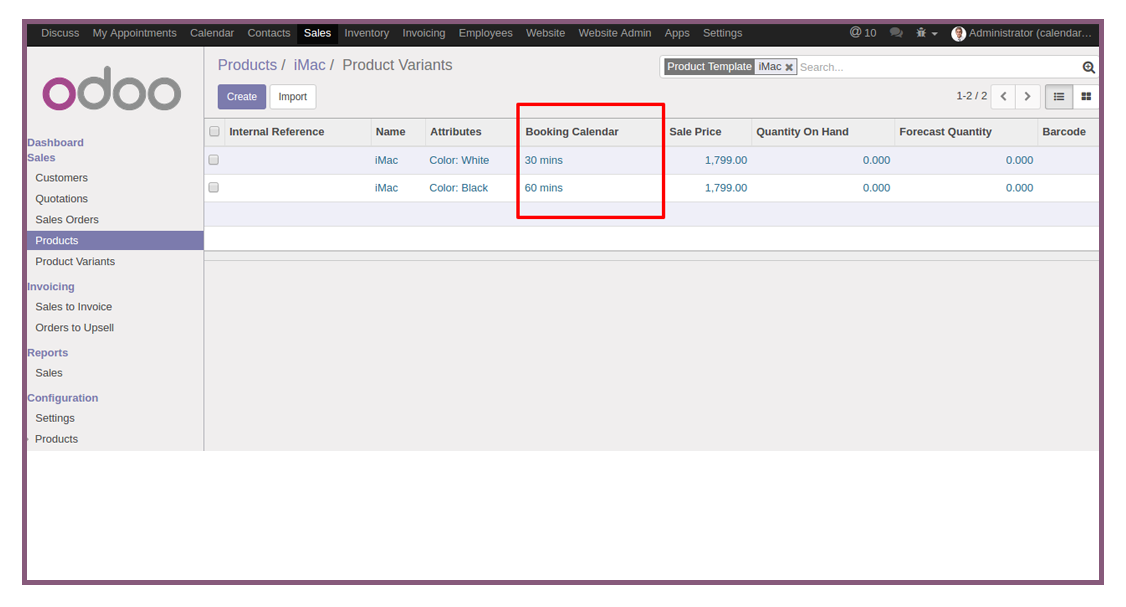 Discuss My Appointments Calendar Contacts Sales Inventory Invoicing Employees Website Website Admin Apps Settings @ 10 Administrator (calendar...
odoo
Products / iMac / Product Variants
Product Template iMac Search...
Create Import
1-2 / 2
Dashboard
Sales
Customers
Quotations
Sales Orders
Products
Product Variants
Invoicing
Sales to Invoice
Orders to Upsell
Reports
Sales
Configuration
Settings
Products
Internal Reference Name Attributes Booking Calendar Sale Price Quantity On Hand Forecast Quantity Barcode
iMac Color: White 30 mins 1,799.00 0.000 0.000
iMac Color: Black 60 mins 1,799.00 0.000 0.000